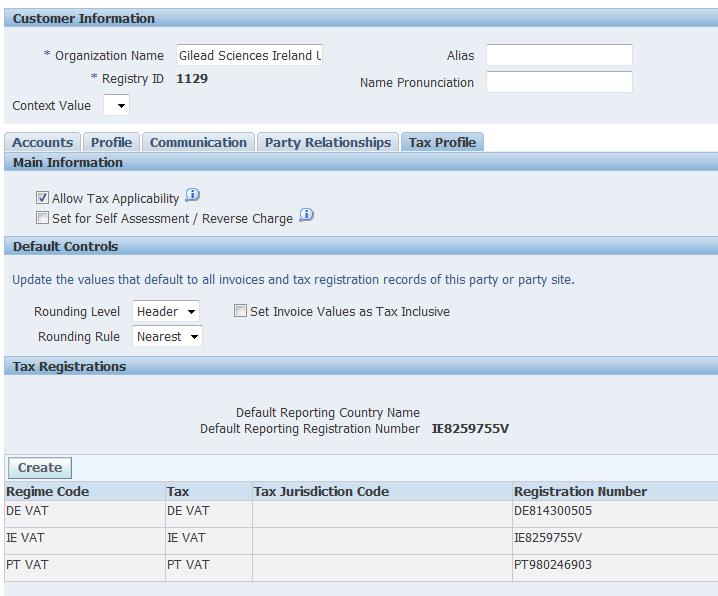 Customer Information
* Organization Name Gilead Sciences Ireland U Alias
* Registry ID 1129 Name Pronunciation
Context Value
Accounts Profile Communication Party Relationships Tax Profile
Main Information
Allow Tax Applicability
Set for Self Assessment / Reverse Charge
Default Controls
Update the values that default to all invoices and tax registration records of this party or party site.
Rounding Level Header Set Invoice Values as Tax Inclusive
Rounding Rule Nearest
Tax Registrations
Default Reporting Country Name
Default Reporting Registration Number IE8259755V
Create
Regime Code Tax Tax Jurisdiction Code Registration Number
DE VAT DE VAT DE814300505
IE VAT IE VAT IE8259755V
PT VAT PT VAT PT980246903